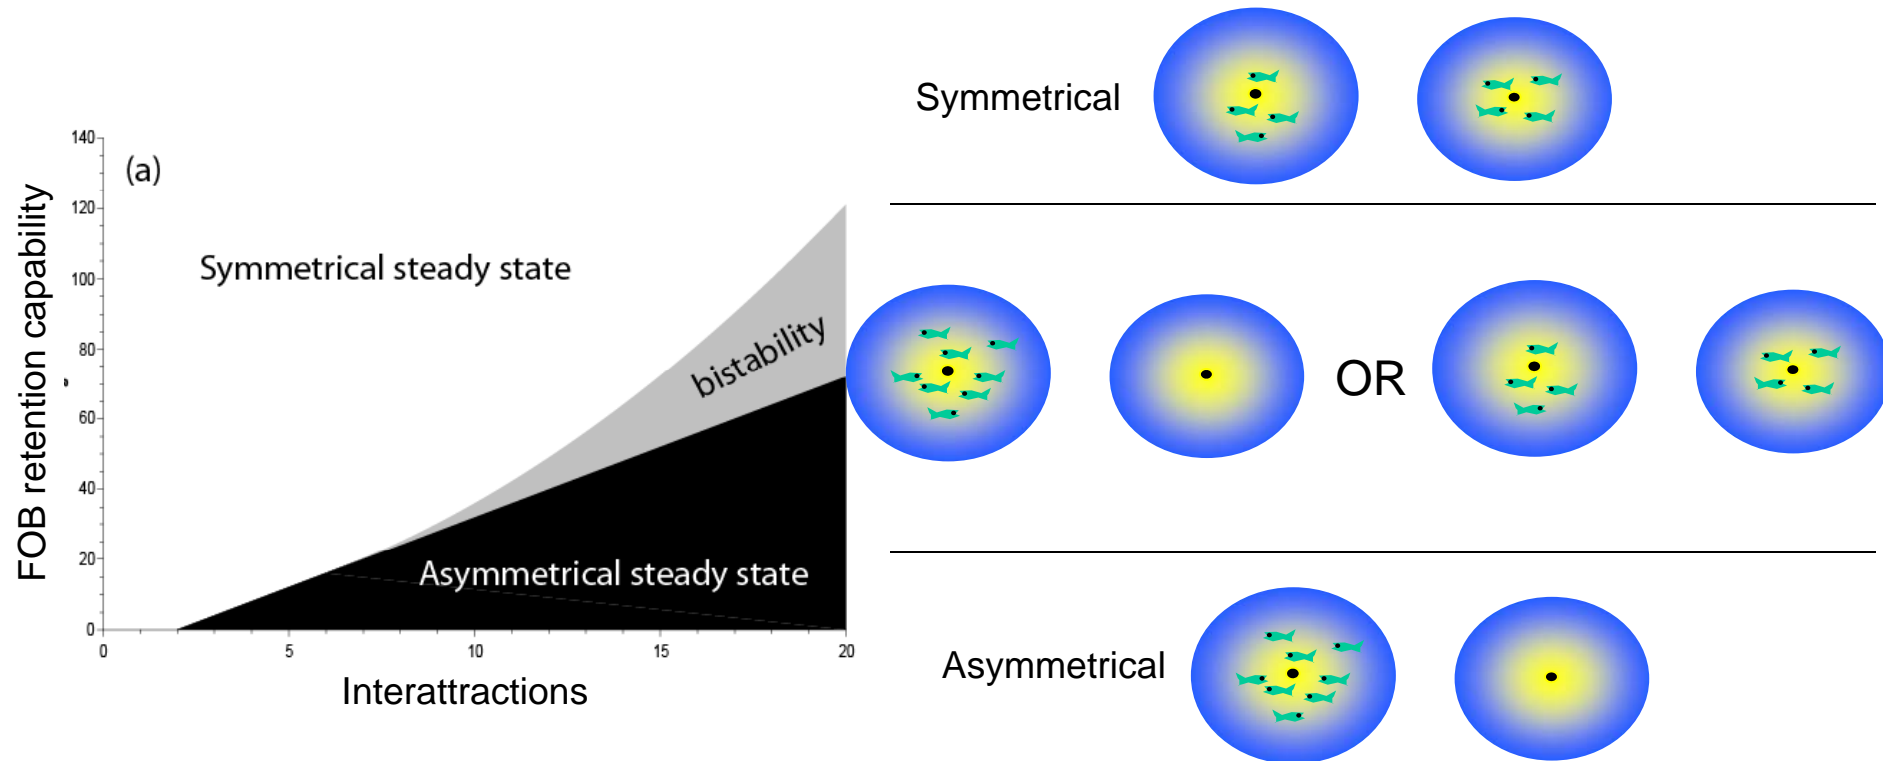 (a)
FOB retention capability
140
120
100
80
60
40
20
0
Symmetrical steady state
bistability
Asymmetrical steady state
0 5 10 15 20
Interattractions
Symmetrical
OR
Asymmetrical